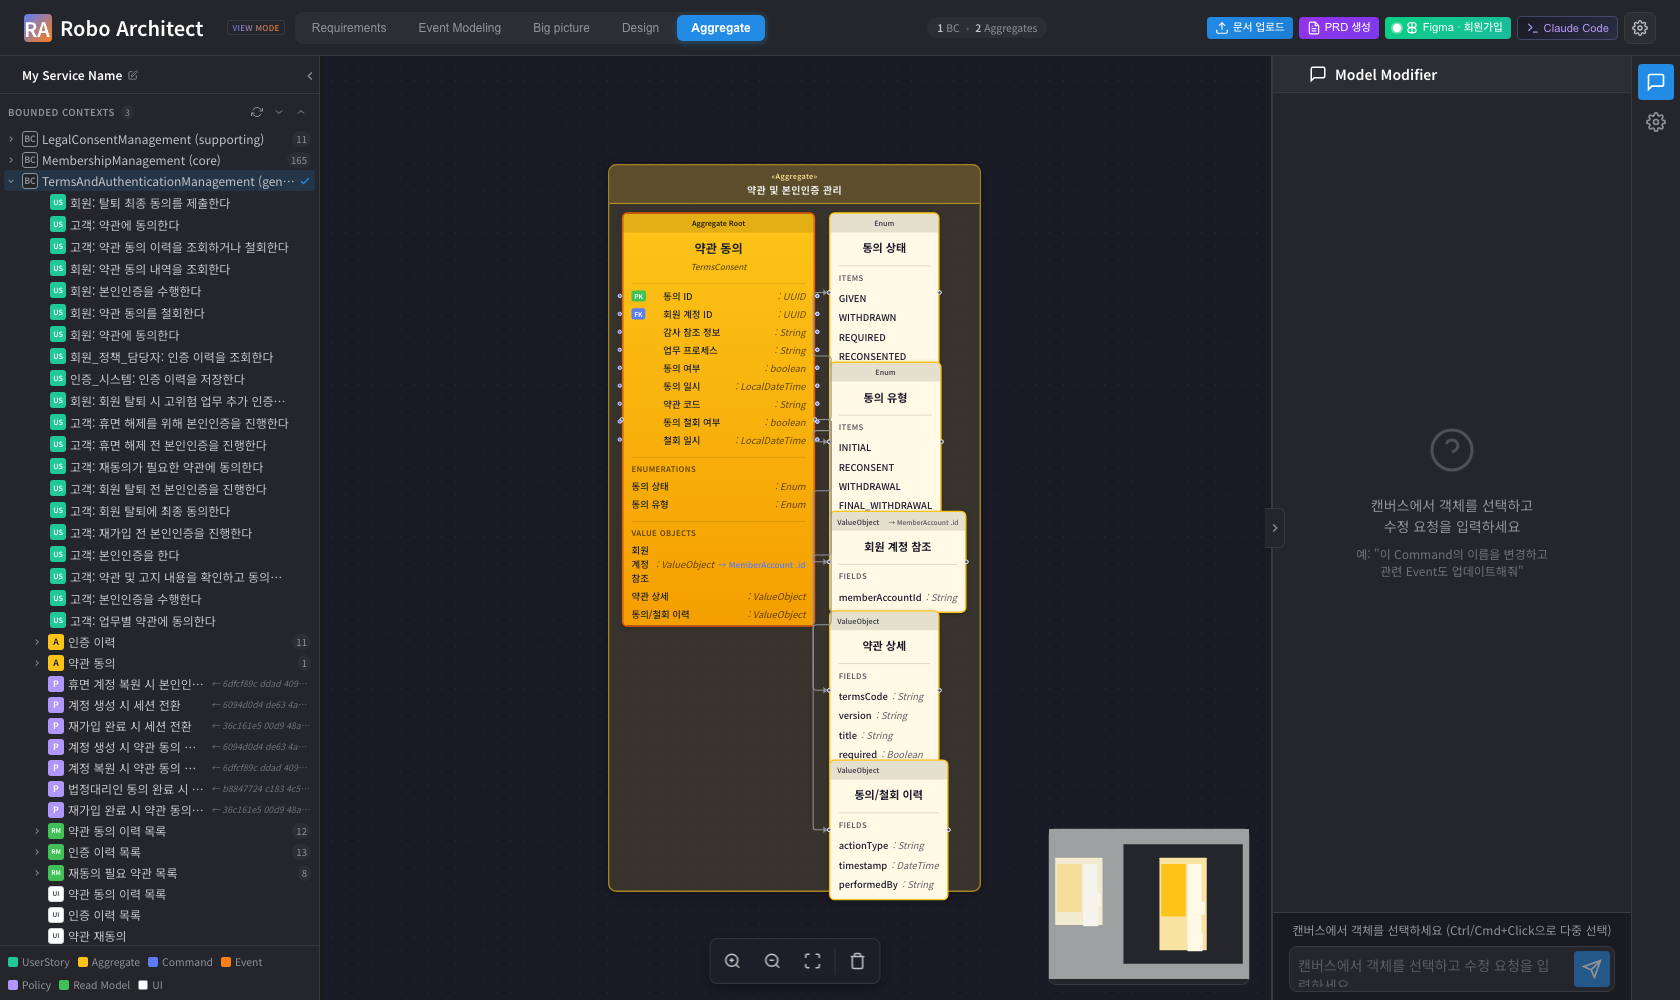 RA Robo Architect
VIEW MODE
Requirements
Event Modeling
Big picture
Design
Aggregate
1 BC • 2 Aggregates
문서 업로드
PRD 생성
Figma · 회원가입
Claude Code
My Service Name
BOUNDED CONTEXTS 3
BC LegalConsentManagement (supporting) 11
BC MembershipManagement (core) 165
BC TermsAndAuthenticationManagement (gen…
US 회원: 탈퇴 최종 동의를 제출한다
US 고객: 약관에 동의한다
US 고객: 약관 동의 이력을 조회하거나 철회한다
US 회원: 약관 동의 내역을 조회한다
US 회원: 본인인증을 수행한다
US 회원: 약관 동의를 철회한다
US 회원: 약관에 동의한다
US 회원_정책_담당자: 인증 이력을 조회한다
US 인증_시스템: 인증 이력을 저장한다
US 회원: 회원 탈퇴 시 고위험 업무 추가 인증…
US 고객: 휴면 해제를 위해 본인인증을 진행한다
US 고객: 휴면 해제 전 본인인증을 진행한다
US 고객: 재동의가 필요한 약관에 동의한다
US 고객: 회원 탈퇴 전 본인인증을 진행한다
US 고객: 회원 탈퇴에 최종 동의한다
US 고객: 재가입 전 본인인증을 진행한다
US 고객: 본인인증을 한다
US 고객: 약관 및 고지 내용을 확인하고 동의…
US 고객: 본인인증을 수행한다
US 고객: 업무별 약관에 동의한다
A 인증 이력 11
A 약관 동의 1
P 휴면 계정 복원 시 본인인… ← 6dfcf89c ddad 409…
P 계정 생성 시 세션 전환 ← 6094d0d4 de63 4a…
P 재가입 완료 시 세션 전환 ← 36c161e5 00d9 48a…
P 계정 생성 시 약관 동의 … ← 6094d0d4 de63 4a…
P 계정 복원 시 약관 동의 … ← 6dfcf89c ddad 409…
P 법정대리인 동의 완료 시 … ← b8847724 c183 4c5…
P 재가입 완료 시 약관 동의… ← 36c161e5 00d9 48a…
RM 약관 동의 이력 목록 12
RM 인증 이력 목록 13
RM 재동의 필요 약관 목록 8
UI 약관 동의 이력 목록
UI 인증 이력 목록
UI 약관 재동의
UserStory Aggregate Command Event
Policy Read Model UI
«Aggregate»
약관 및 본인인증 관리
Aggregate Root
약관 동의
TermsConsent
PK 동의 ID : UUID
FK 회원 계정 ID : UUID
감사 참조 정보 : String
업무 프로세스 : String
동의 여부 : boolean
동의 일시 : LocalDateTime
약관 코드 : String
동의 철회 여부 : boolean
철회 일시 : LocalDateTime
ENUMERATIONS
동의 상태 : Enum
동의 유형 : Enum
VALUE OBJECTS
회원
계정 : ValueObject → MemberAccount .id
참조
약관 상세 : ValueObject
동의/철회 이력 : ValueObject
Enum
동의 상태
ITEMS
GIVEN
WITHDRAWN
REQUIRED
RECONSENTED
Enum
동의 유형
ITEMS
INITIAL
RECONSENT
WITHDRAWAL
FINAL_WITHDRAWAL
ValueObject → MemberAccount .id
회원 계정 참조
FIELDS
memberAccountId : String
ValueObject
약관 상세
FIELDS
termsCode : String
version : String
title : String
required : Boolean
ValueObject
동의/철회 이력
FIELDS
actionType : String
timestamp : DateTime
performedBy : String
Model Modifier
캔버스에서 객체를 선택하고
수정 요청을 입력하세요
예: "이 Command의 이름을 변경하고
관련 Event도 업데이트해줘"
캔버스에서 객체를 선택하세요 (Ctrl/Cmd+Click으로 다중 선택)
캔버스에서 객체를 선택하고 수정 요청을 입
력하세요